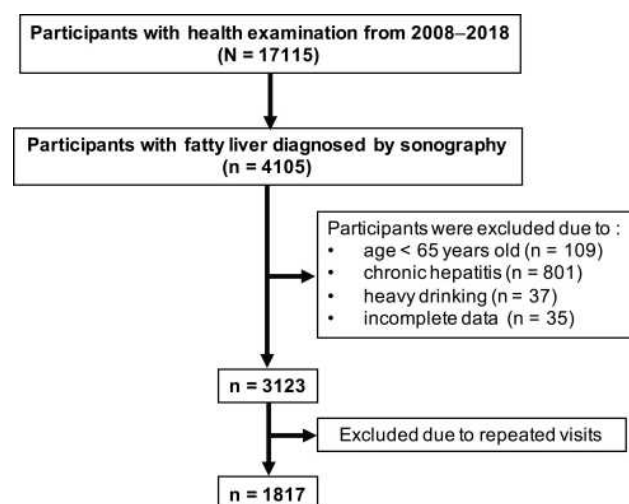 Participants with health examination from 2008–2018
(N = 17115)
Participants with fatty liver diagnosed by sonography
(n = 4105)
Participants were excluded due to :
• age < 65 years old (n = 109)
• chronic hepatitis (n = 801)
• heavy drinking (n = 37)
• incomplete data (n = 35)
n = 3123
Excluded due to repeated visits
n = 1817